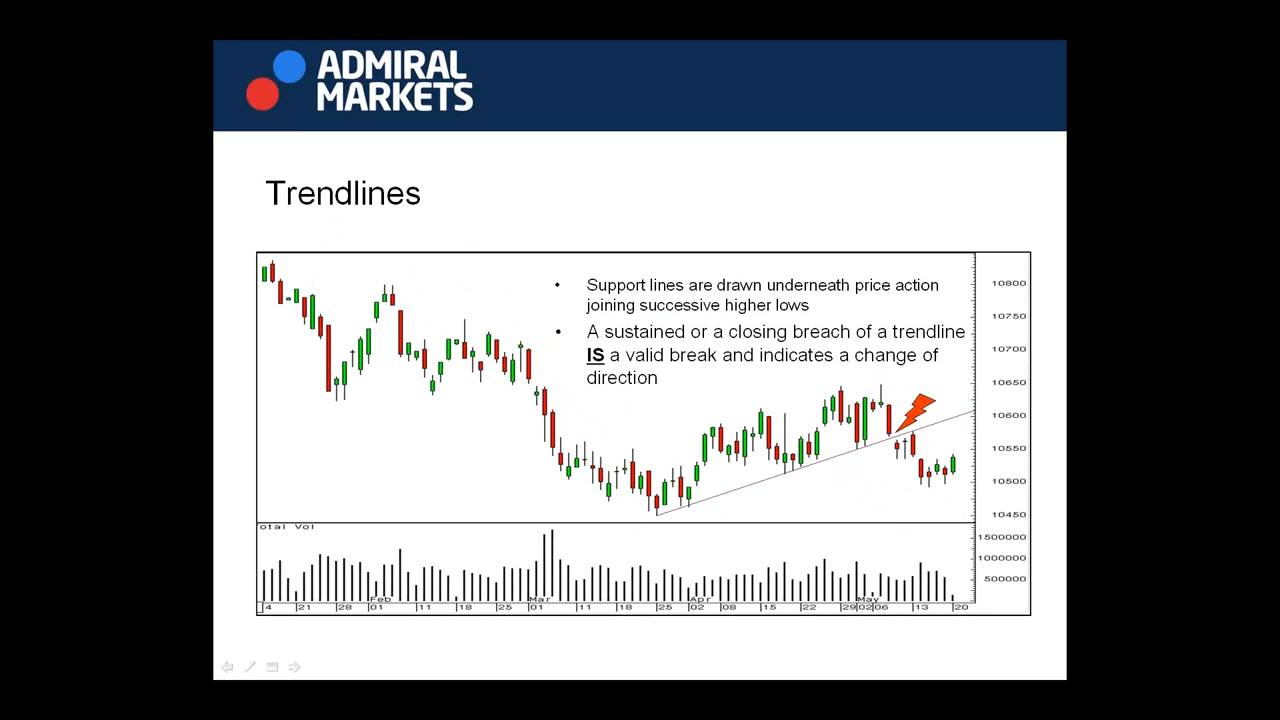 ADMIRAL
MARKETS
Trendlines
• Support lines are drawn underneath price action
joining successive higher lows
• A sustained or a closing breach of a trendline
IS a valid break and indicates a change of
direction
10800
10750
10700
10650
10600
10550
10500
10450
otal Vol
1500000
1000000
500000
Feb Mar Apr May
4 21 28 01 11 18 25 01 11 18 25 02 08 15 22 29 02 06 13 20